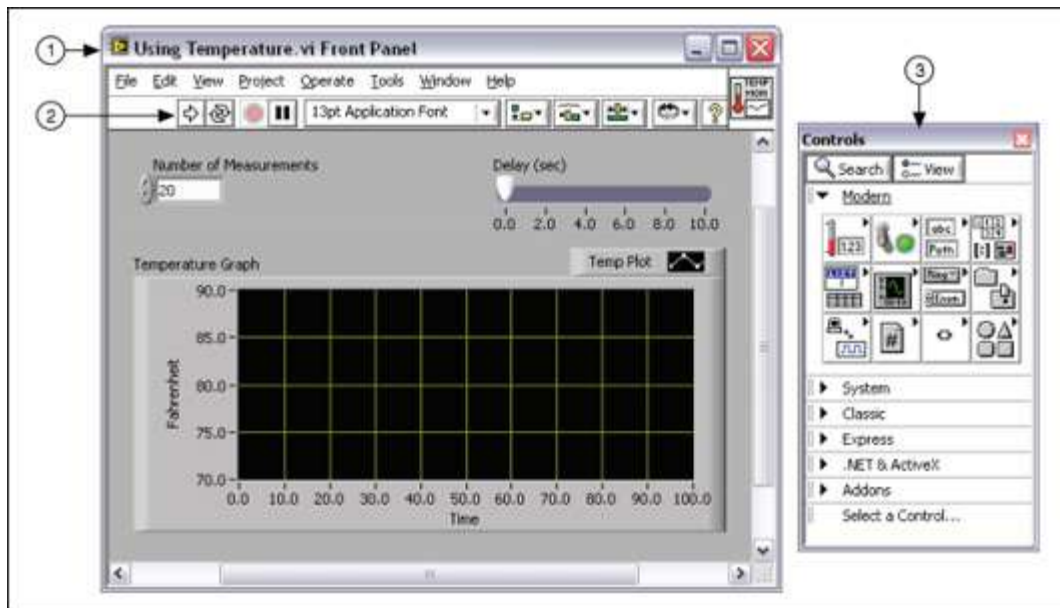 1
Using Temperature.vi Front Panel
File Edit View Project Operate Tools Window Help
TEMP
MON
2
13pt Application Font
?
Number of Measurements
20
Delay (sec)
0.0 2.0 4.0 6.0 8.0 10.0
Temperature Graph
Temp Plot
90.0
85.0
80.0
75.0
70.0
Fahrenheit
0.0 10.0 20.0 30.0 40.0 50.0 60.0 70.0 80.0 90.0 100.0
Time
3
Controls
Search View
Modern
123
abc
Path
Ring
#
System
Classic
Express
.NET & ActiveX
Addons
Select a Control...